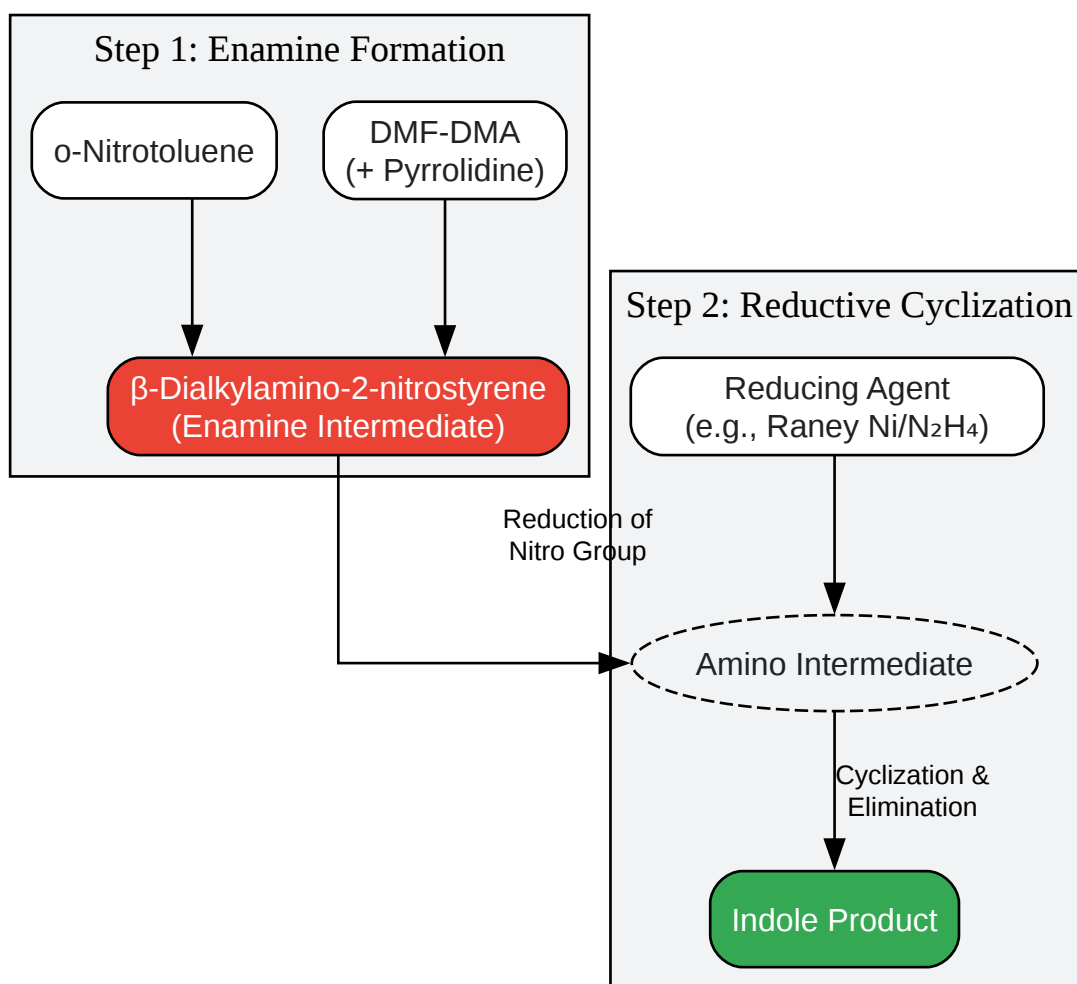 Step 1: Enamine Formation
o-Nitrotoluene
DMF-DMA
(+ Pyrrolidine)
β-Dialkylamino-2-nitrostyrene
(Enamine Intermediate)
Step 2: Reductive Cyclization
Reducing Agent
(e.g., Raney Ni/N₂H₄)
Reduction of
Nitro Group
Amino Intermediate
Cyclization &
Elimination
Indole Product